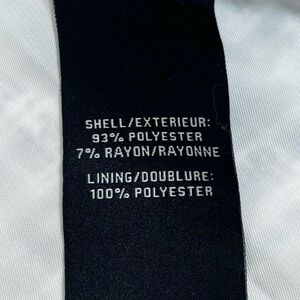 SHELL/EXTERIEUR:
93% POLYESTER
7% RAYON/RAYONNE
LINING/DOUBLURE:
100% POLYESTER